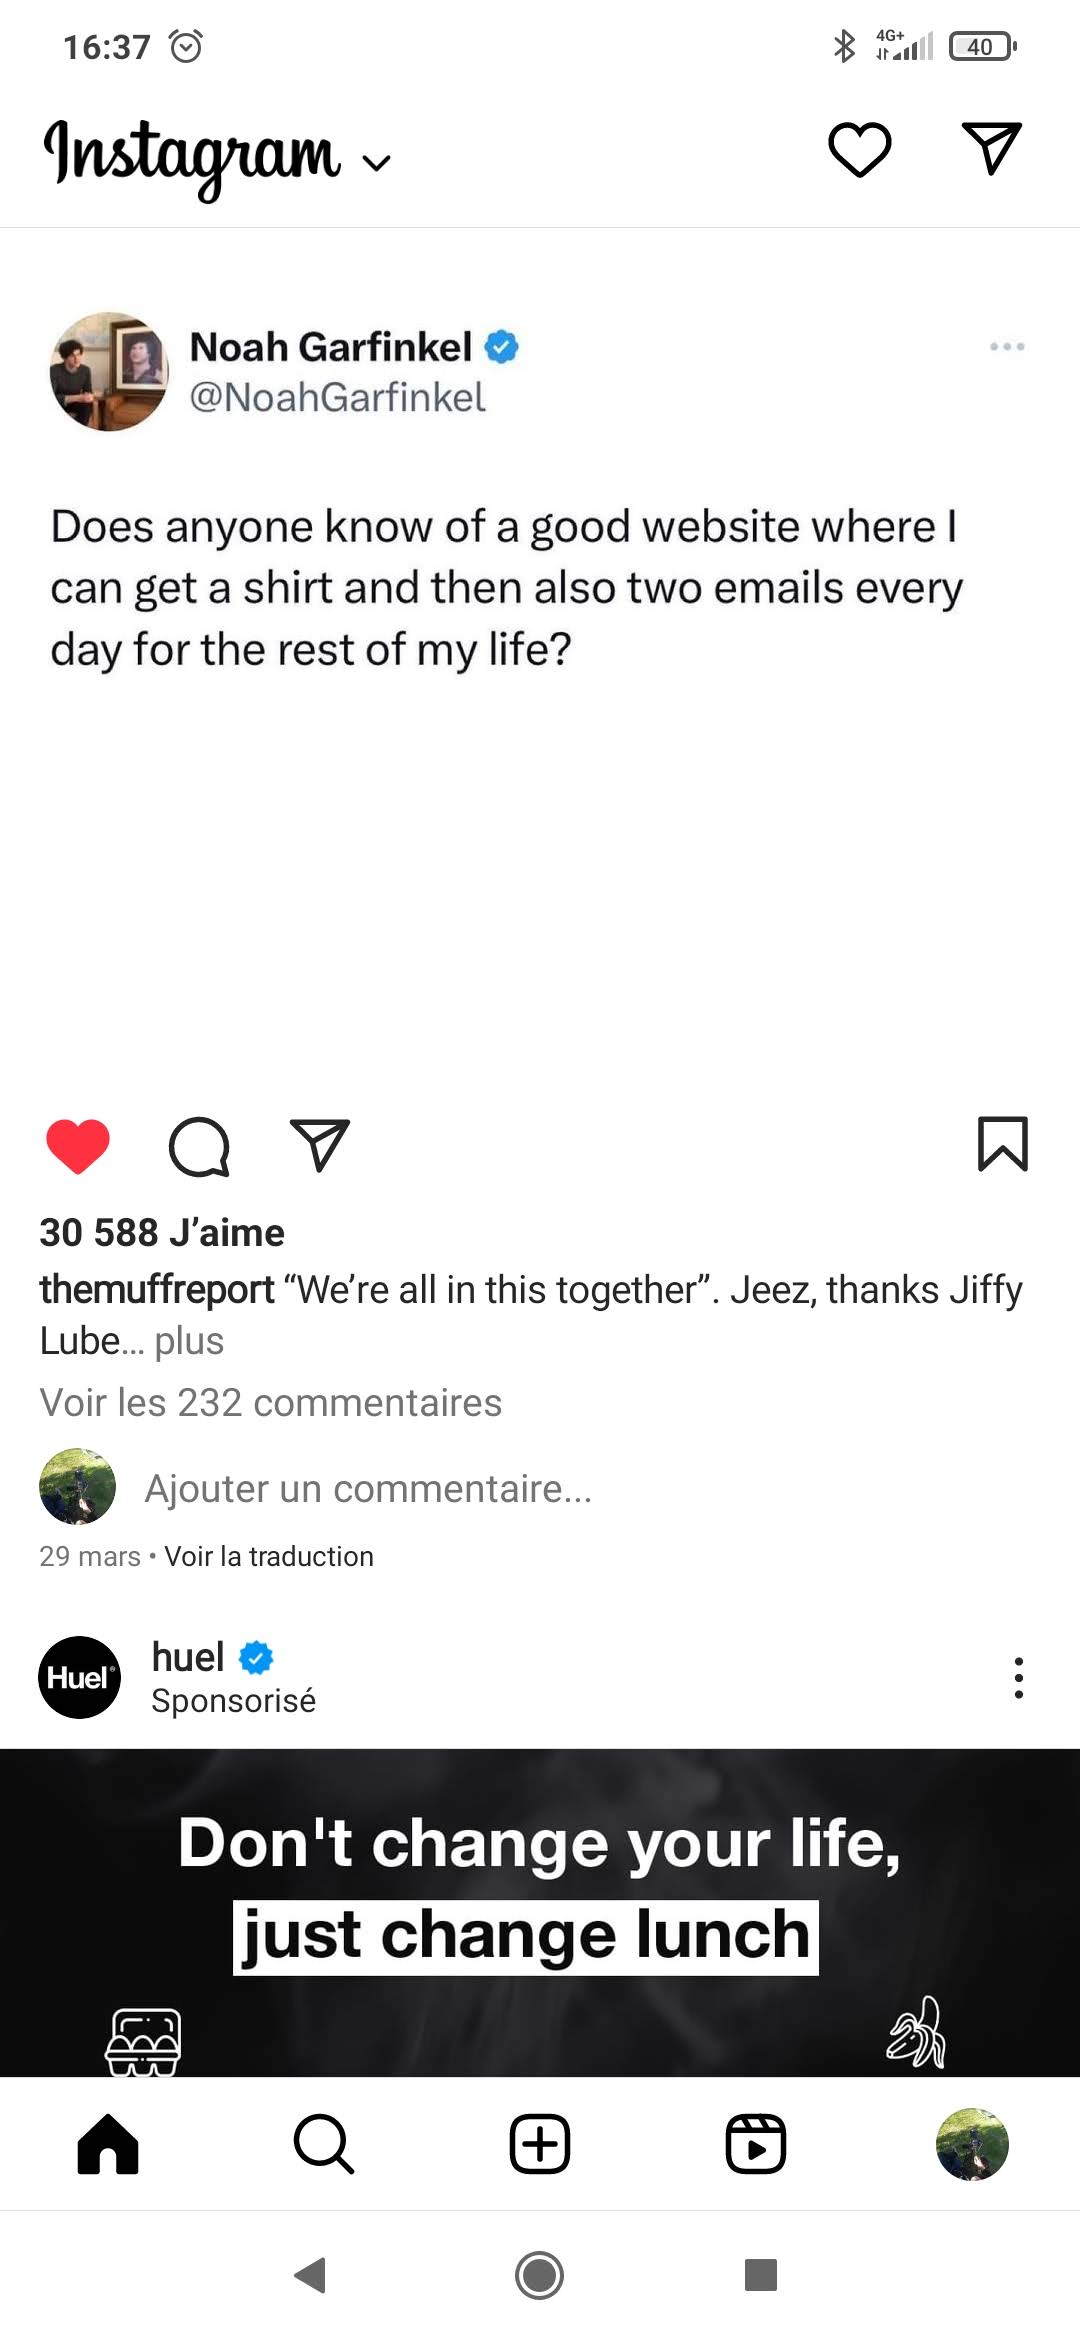 16:37
4G+
40
Instagram
Noah Garfinkel
@NoahGarfinkel
Does anyone know of a good website where I
can get a shirt and then also two emails every
day for the rest of my life?
30 588 J’aime
themuffreport “We’re all in this together”. Jeez, thanks Jiffy
Lube... plus
Voir les 232 commentaires
Ajouter un commentaire...
29 mars • Voir la traduction
Huel®
huel
Sponsorisé
Don't change your life,
just change lunch